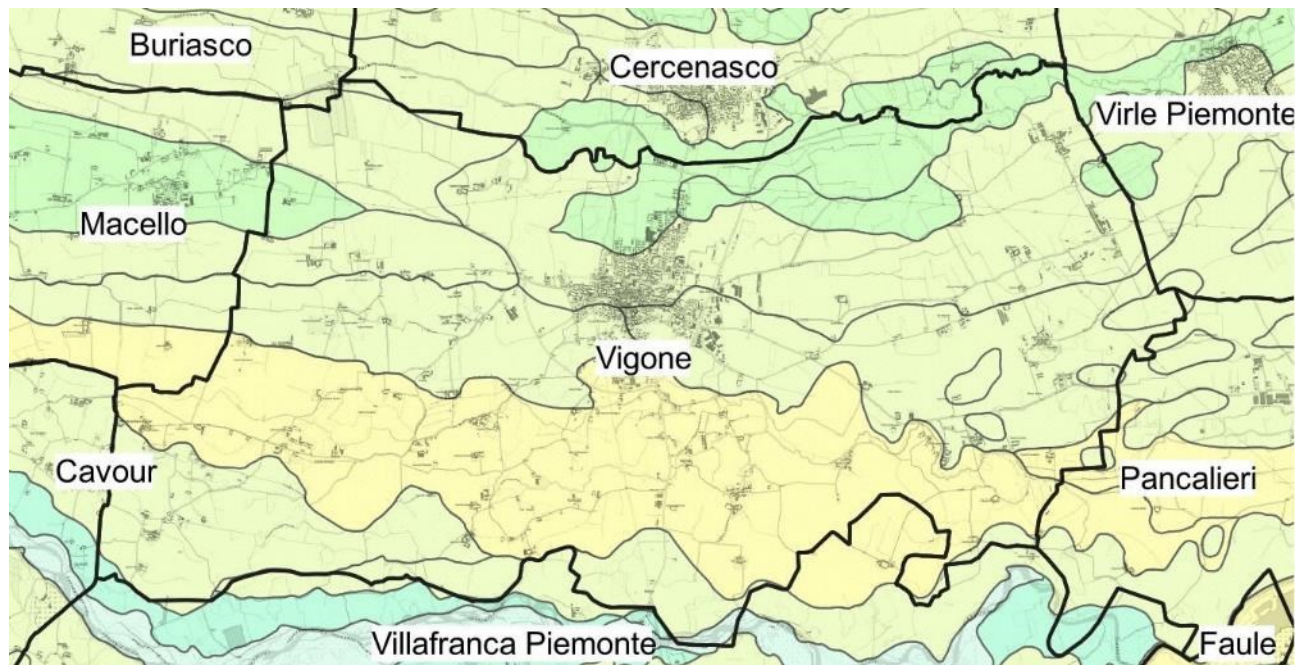 Buriasco
Cercenasco
Virle Piemonte
Macello
Vigone
Cavour
Pancalieri
Villafranca Piemonte
Faule